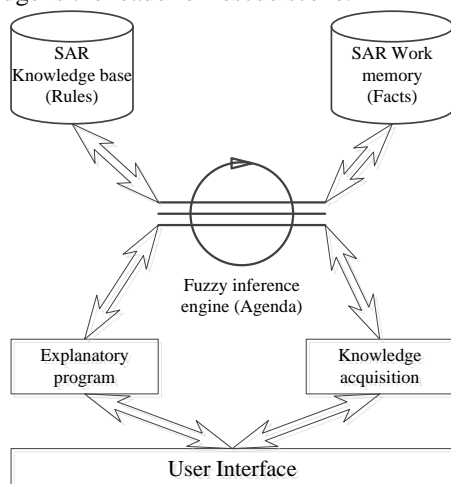 SAR
Knowledge base
(Rules)
SAR Work
memory
(Facts)
Fuzzy inference
engine (Agenda)
Explanatory
program
Knowledge
acquisition
User Interface